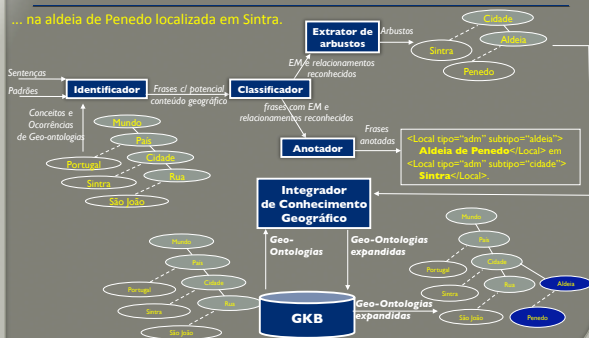 ... na aldeia de Penedo localizada em Sintra.
Extrator de
arbustos
Arbustos
Cidade
Aldeia
Sintra
Penedo
EM e relacionamentos
reconhecidos
Sentenças
Padrões
Identificador
Frases c/ potencial
conteúdo geográfico
Classificador
Conceitos e
Ocorrências
de Geo-ontologias
frases com EM e
relacionamentos reconhecidos
Mundo
País
Portugal
Cidade
Sintra
Rua
São João
Anotador
Frases
anotadas
<Local tipo="adm" subtipo="aldeia">
Aldeia de Penedo</Local> em
<Local tipo="adm" subtipo="cidade">
Sintra</Local>.
Integrador
de Conhecimento
Geográfico
Geo-
Ontologias
Geo-Ontologias
expandidas
Mundo
País
Portugal
Cidade
Sintra
Rua
São João
GKB
Geo-Ontologias
expandidas
Mundo
País
Portugal
Cidade
Sintra
Rua
Aldeia
São João
Penedo